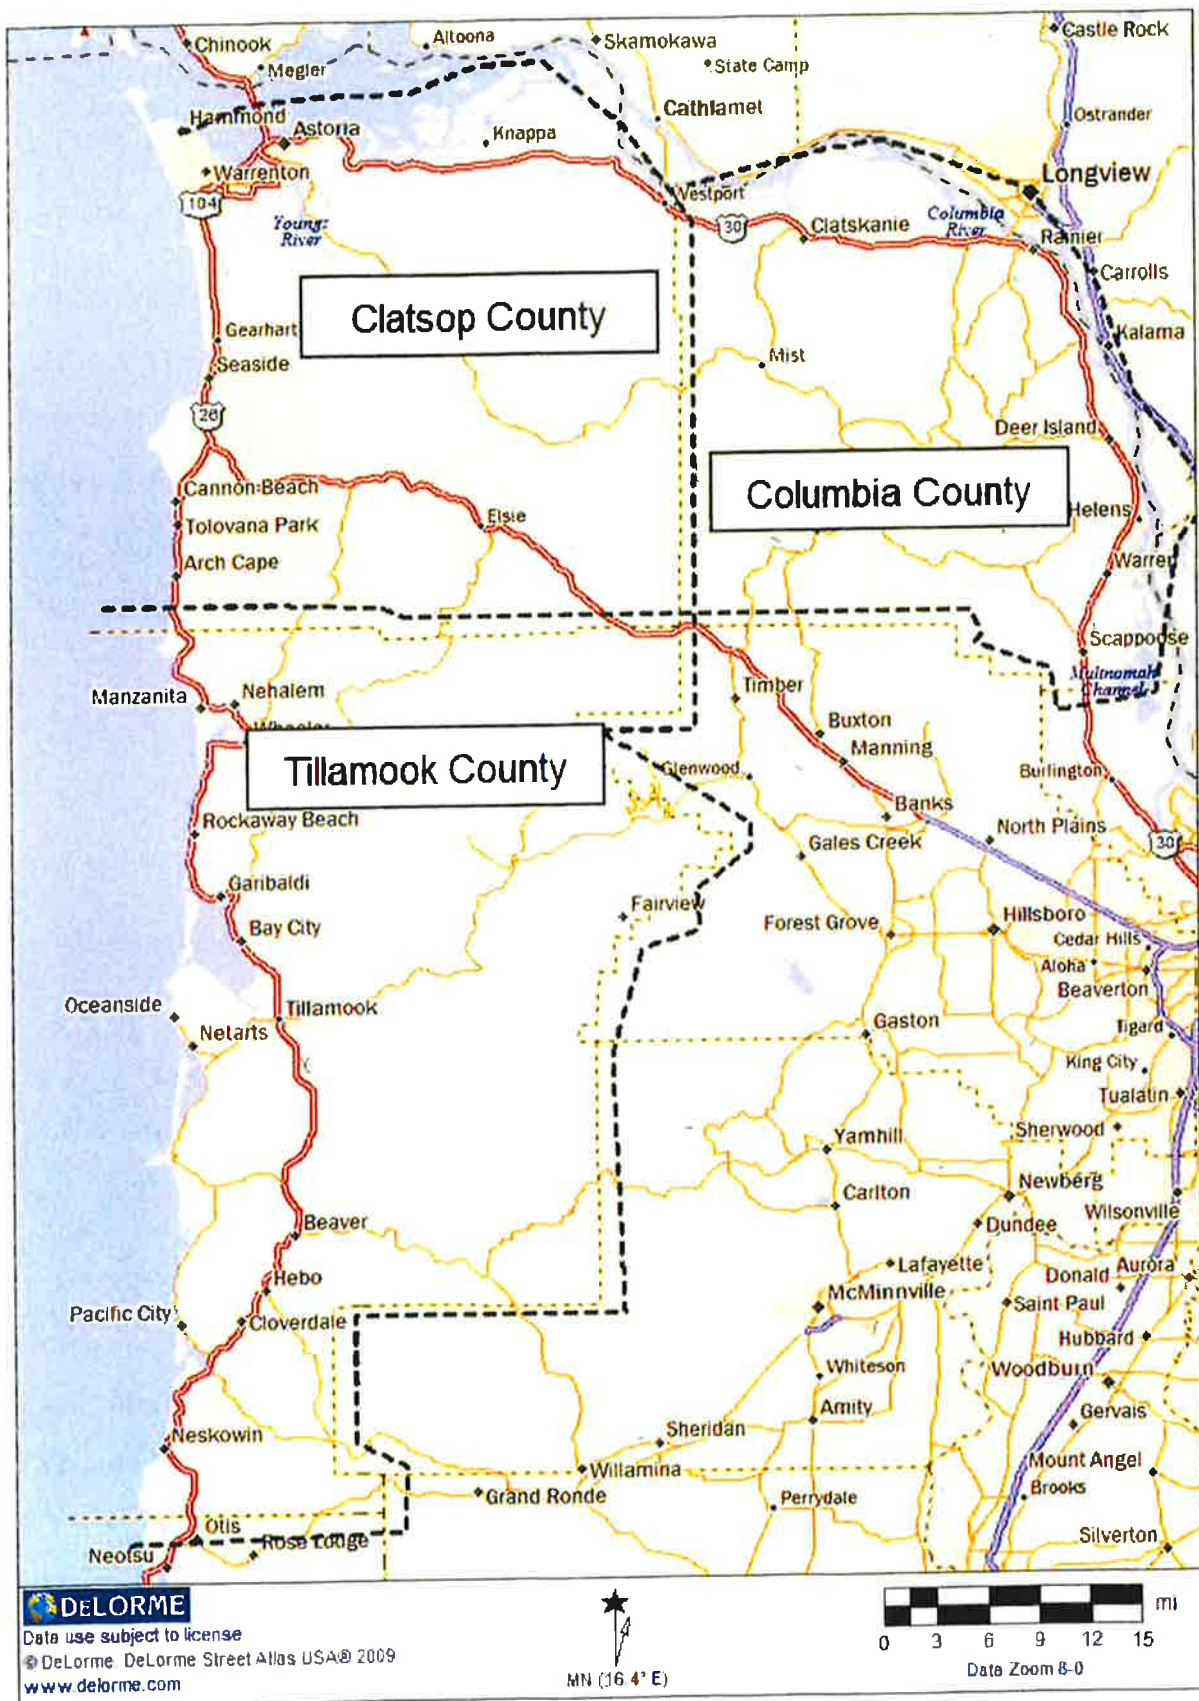 Chinook
Altoona
Skamokawa
Castle Rock
Megler
State Camp
Hammond
Cathlamet
Ostrander
Astoria
Knappa
Warrenton
Longview
104
Westport
Youngs
River
30
Clatskanie
Columbia
River
Rainier
Carrolls
Clatsop County
Gearhart
Kalama
Seaside
Mist
26
Deer Island
Cannon Beach
Columbia County
Elsie
Helens
Tolovana Park
Arch Cape
Warren
Scappoose
Multnomah
Channel
Manzanita
Nehalem
Timber
Wheeler
Buxton
Manning
Tillamook County
Glenwood
Burlington
Banks
Rockaway Beach
North Plains
Gales Creek
30
Garibaldi
Fairview
Bay City
Forest Grove
Hillsboro
Cedar Hills
Aloha
Beaverton
Oceanside
Tillamook
Netarts
Gaston
Tigard
King City
Tualatin
Yamhill
Sherwood
Carlton
Newberg
Beaver
Dundee
Wilsonville
Lafayette
Hebo
McMinnville
Donald
Aurora
Pacific City
Cloverdale
Saint Paul
Hubbard
Whiteson
Woodburn
Amity
Gervais
Neskowin
Sheridan
Willamina
Mount Angel
Grand Ronde
Perrydale
Brooks
Otis
Neotsu
Rose Lodge
Silverton
DELORME
Data use subject to license
© DeLorme. DeLorme Street Atlas USA® 2009
www.delorme.com
MN (16.4° E)
mi
0 3 6 9 12 15
Data Zoom 8-0